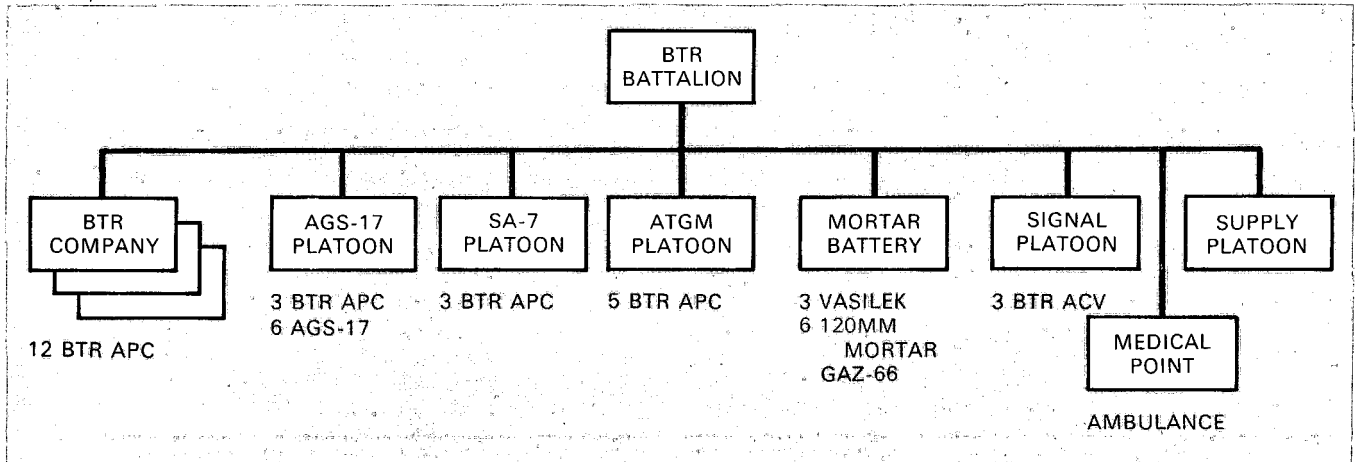 BTR
BATTALION
BTR
COMPANY
12 BTR APC
AGS-17
PLATOON
3 BTR APC
6 AGS-17
SA-7
PLATOON
3 BTR APC
ATGM
PLATOON
5 BTR APC
MORTAR
BATTERY
3 VASILEK
6 120MM
MORTAR
GAZ-66
SIGNAL
PLATOON
3 BTR ACV
MEDICAL
POINT
AMBULANCE
SUPPLY
PLATOON